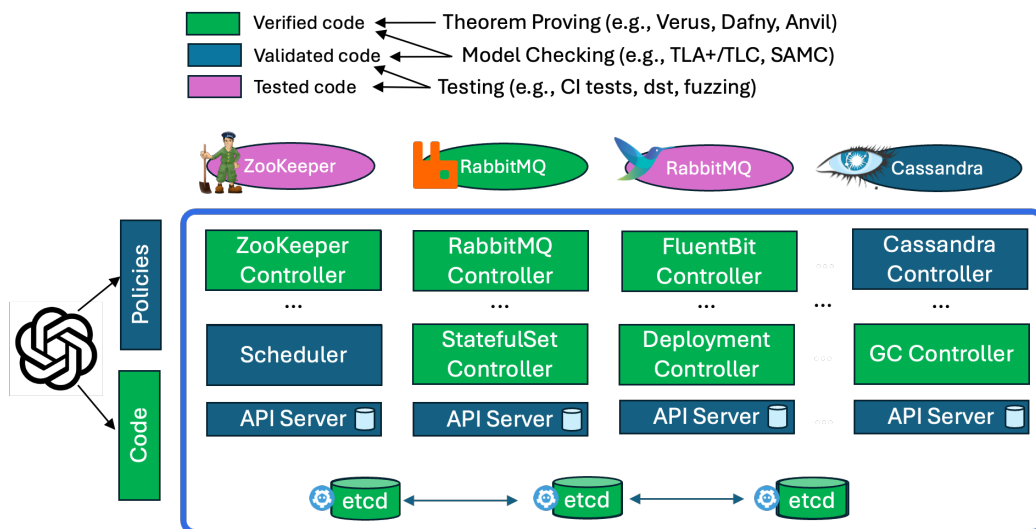 Verified code
Theorem Proving (e.g., Verus, Dafny, Anvil)
Validated code
Model Checking (e.g., TLA+/TLC, SAMC)
Tested code
Testing (e.g., CI tests, dst, fuzzing)
ZooKeeper
RabbitMQ
RabbitMQ
Cassandra
Policies
Code
ZooKeeper
Controller
RabbitMQ
Controller
FluentBit
Controller
...
Cassandra
Controller
...
...
...
...
...
Scheduler
StatefulSet
Controller
Deployment
Controller
...
GC Controller
API Server
API Server
API Server
...
API Server
etcd
etcd
etcd